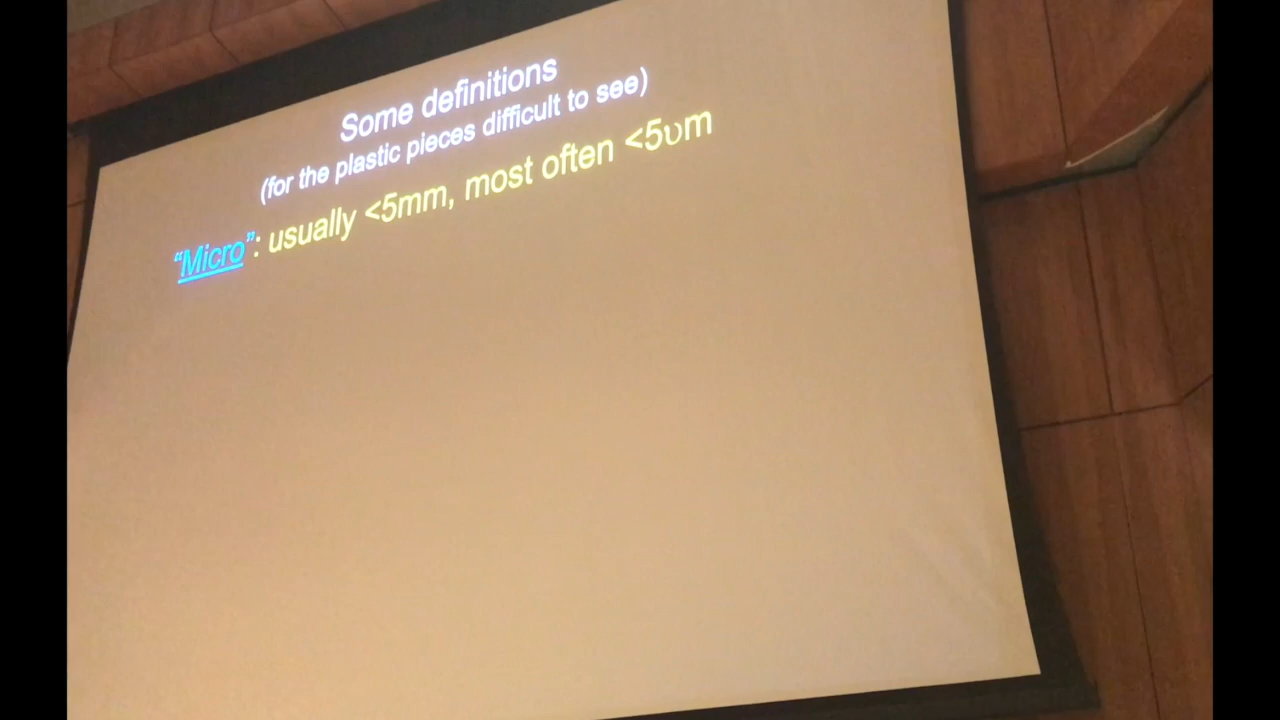 Some definitions
(for the plastic pieces difficult to see)
“Micro”: usually <5mm, most often <5υm